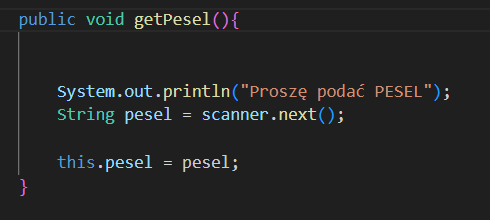 public void getPesel(){
System.out.println("Proszę podać PESEL");
String pesel = scanner.next();
this.pesel = pesel;
}